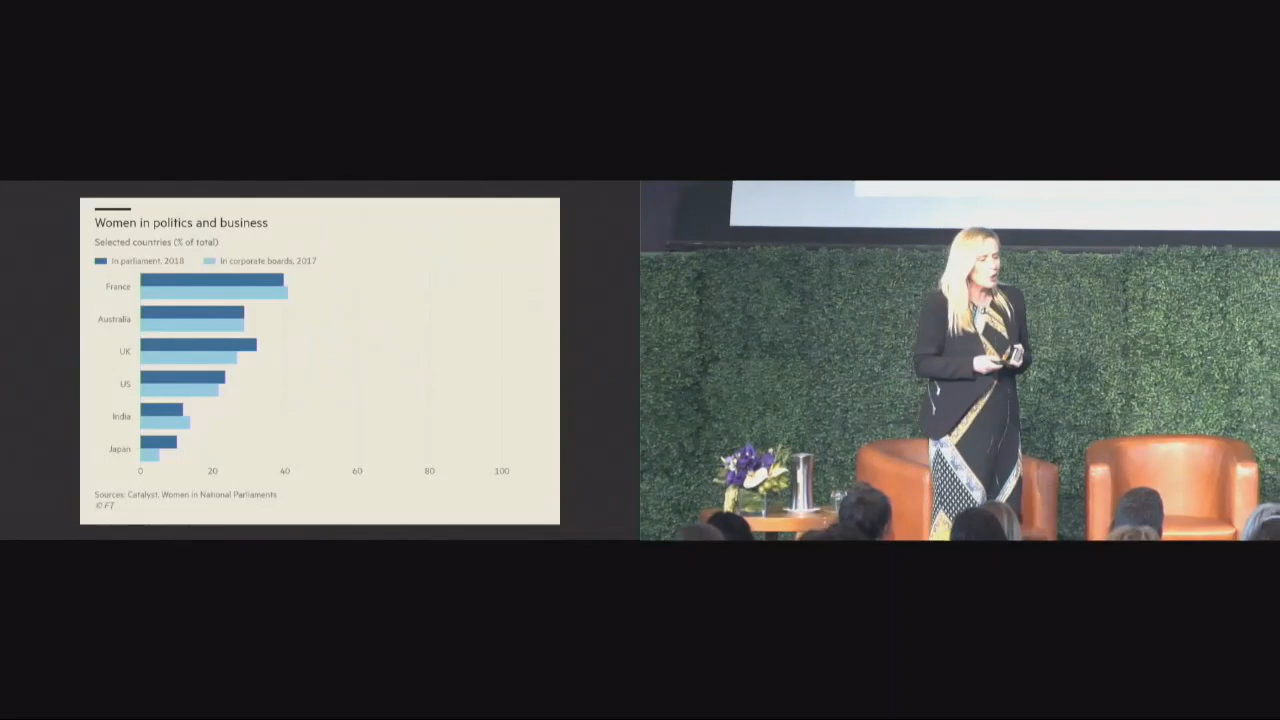 Women in politics and business
Selected countries (% of total)
In parliament, 2018 In corporate boards, 2017
France
Australia
UK
US
India
Japan
0 20 40 60 80 100
Sources: Catalyst, Women in National Parliaments
© FT